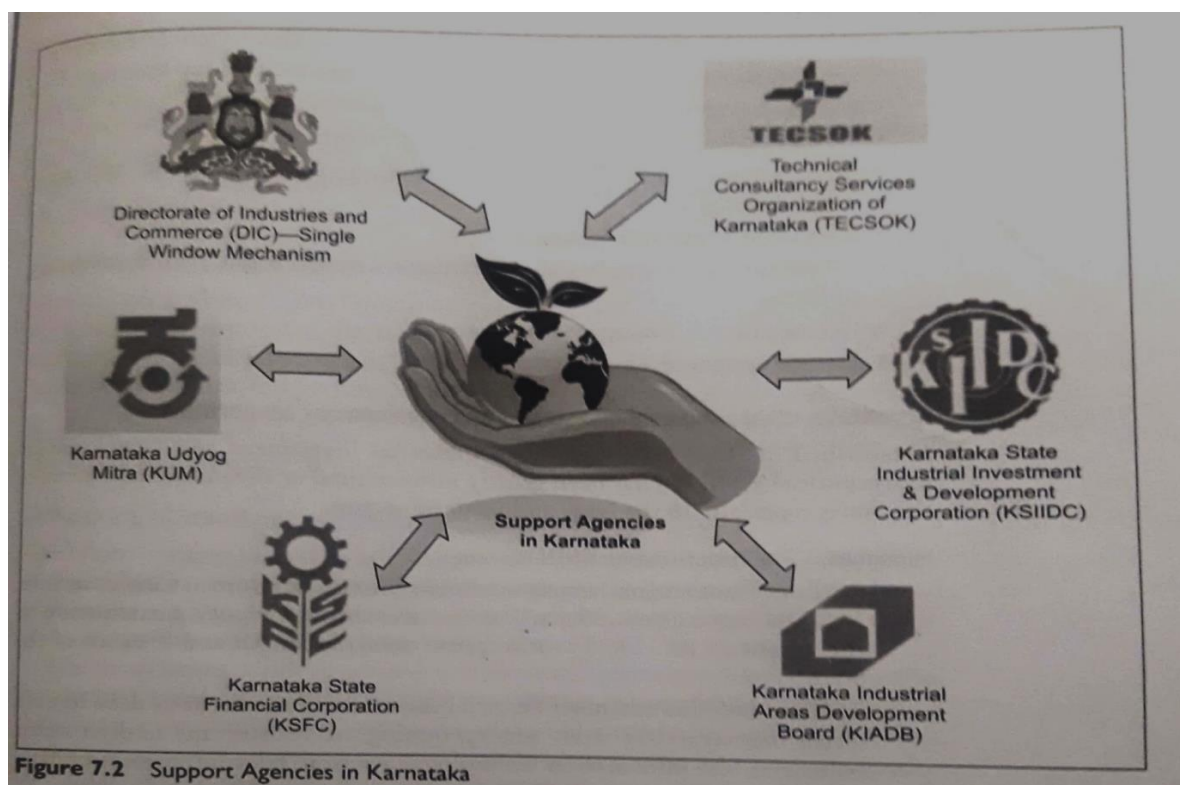 TECSOK
Technical
Consultancy Services
Organization of
Karnataka (TECSOK)
Directorate of Industries and
Commerce (DIC)—Single
Window Mechanism
Karnataka Udyog
Mitra (KUM)
KSIIDC
Karnataka State
Industrial Investment
& Development
Corporation (KSIIDC)
Support Agencies
in Karnataka
KSFC
Karnataka State
Financial Corporation
(KSFC)
Karnataka Industrial
Areas Development
Board (KIADB)
Figure 7.2 Support Agencies in Karnataka